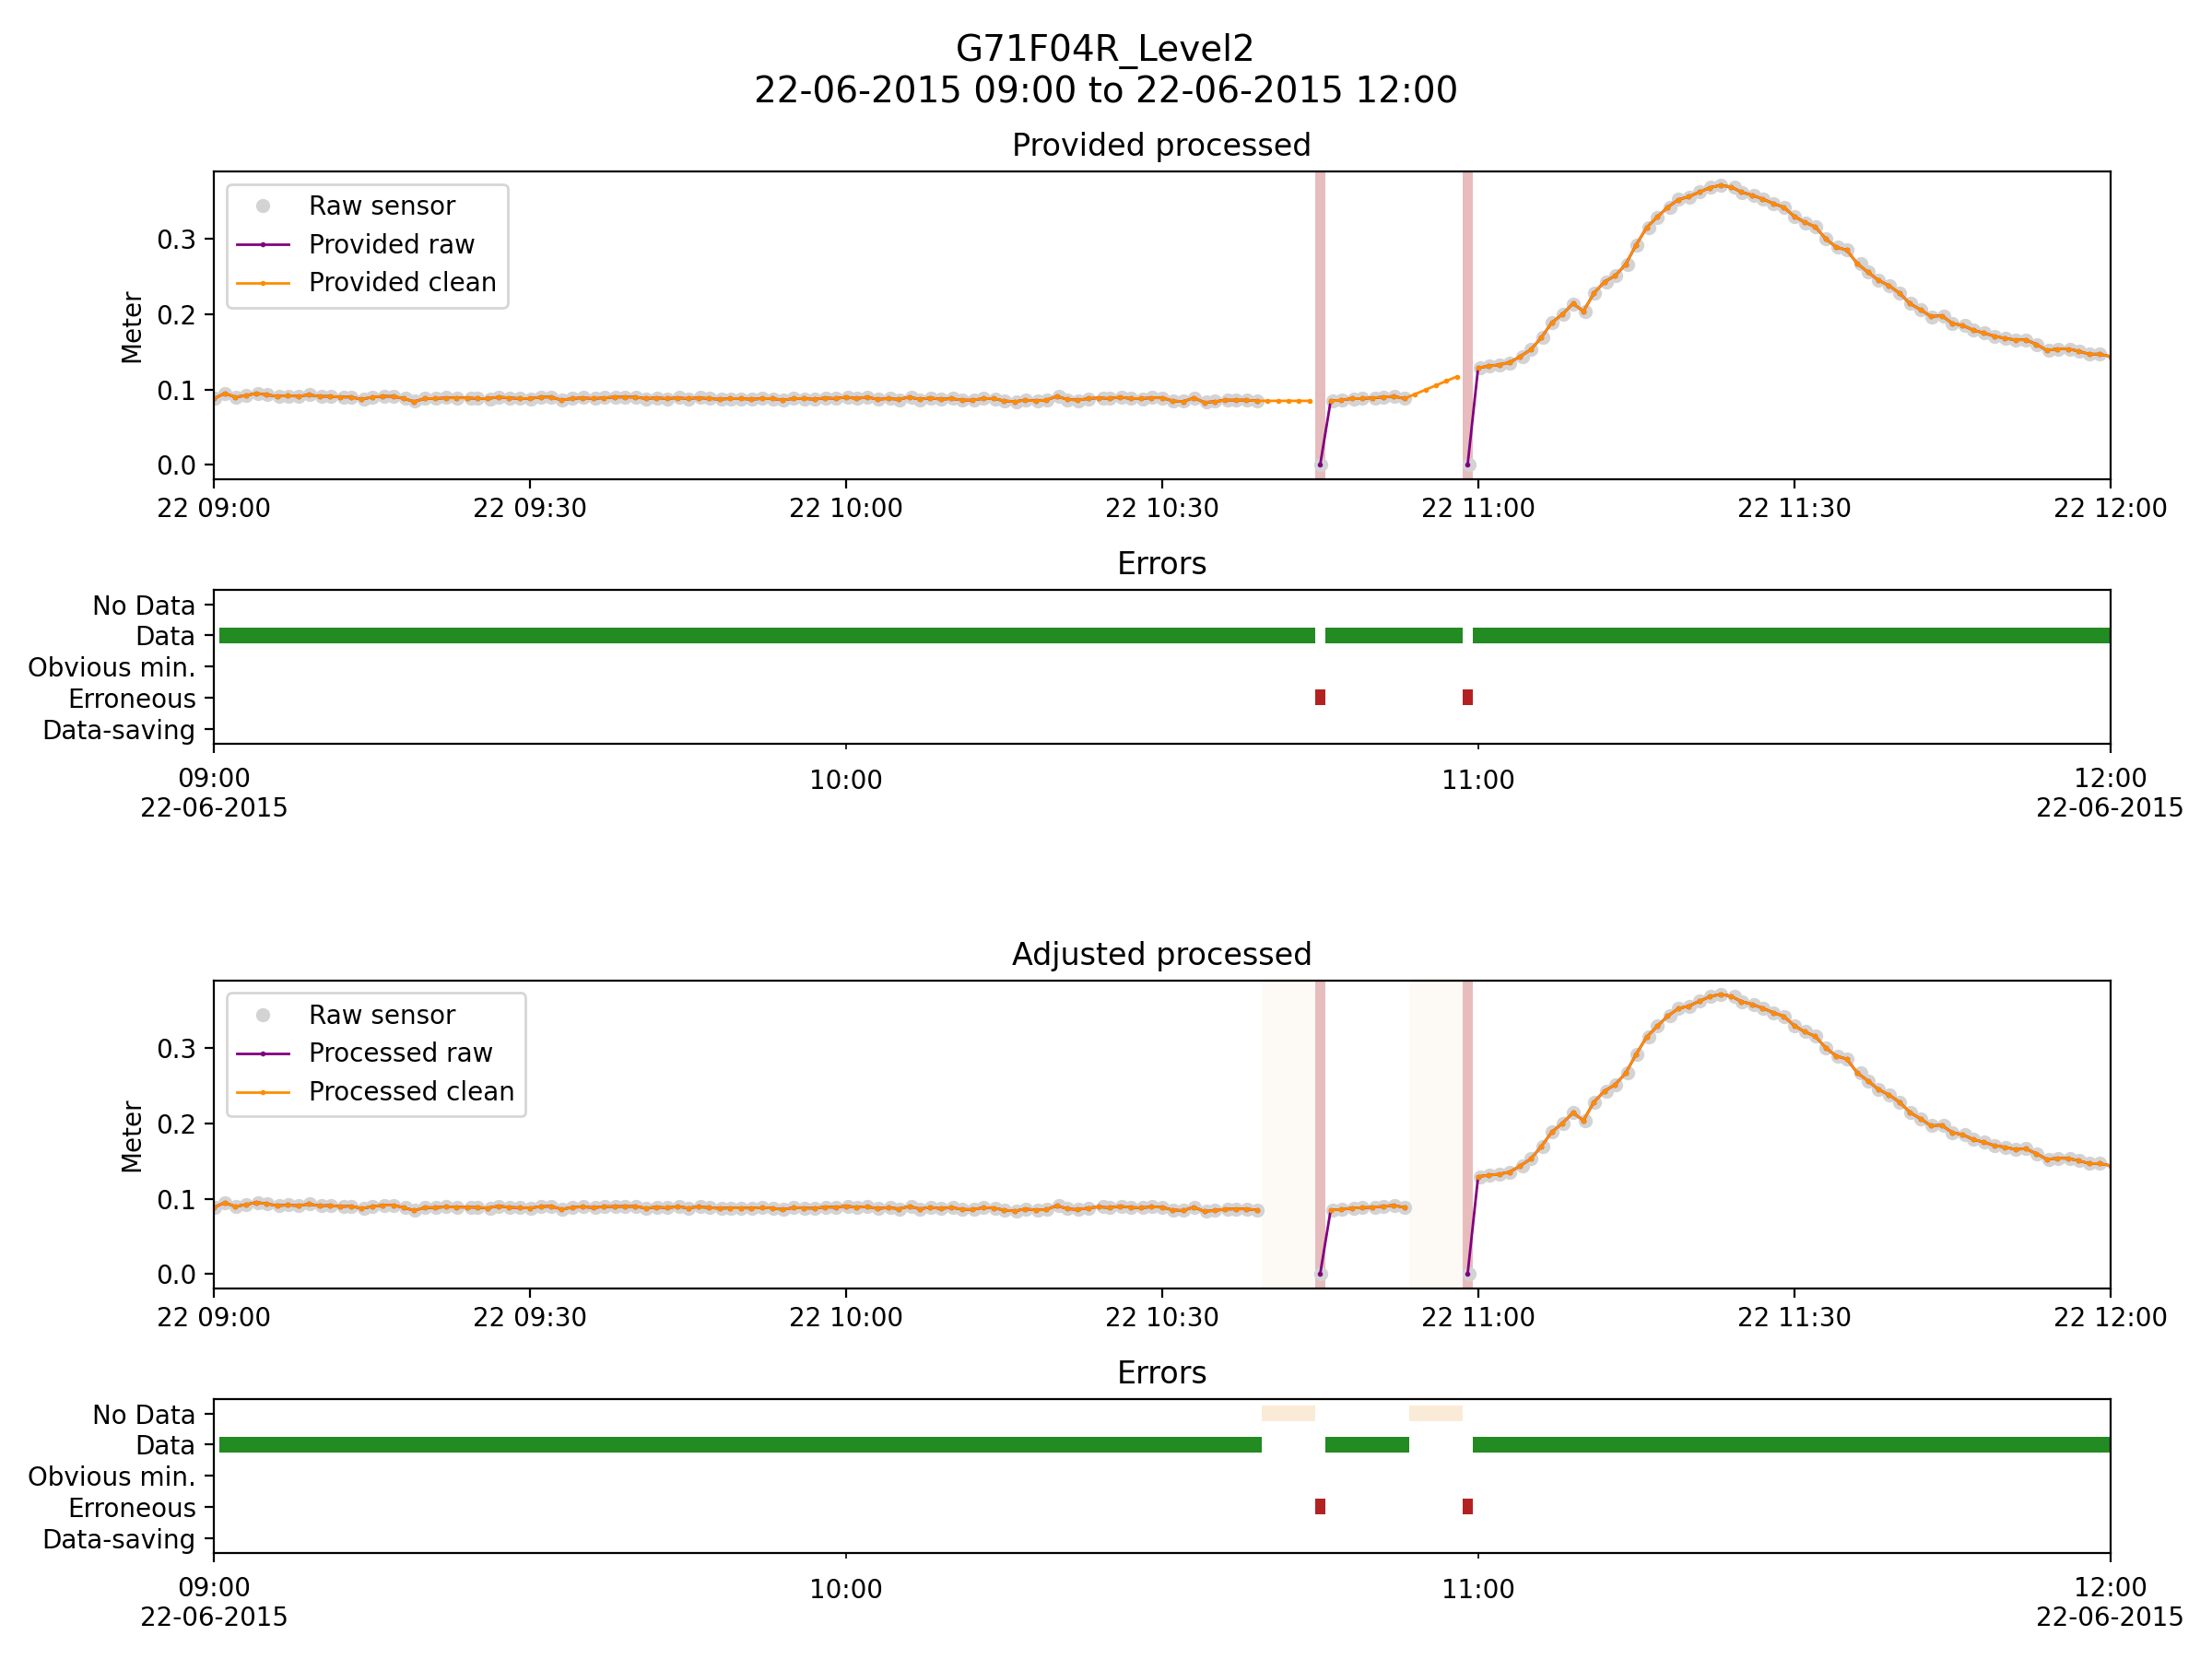 G71F04R_Level2
22-06-2015 09:00 to 22-06-2015 12:00
Provided processed
Raw sensor
Provided raw
Provided clean
Meter
0.3
0.2
0.1
0.0
22 09:00 22 09:30 22 10:00 22 10:30 22 11:00 22 11:30 22 12:00
Errors
No Data
Data
Obvious min.
Erroneous
Data-saving
09:00 10:00 11:00 12:00
22-06-2015 22-06-2015
Adjusted processed
Raw sensor
Processed raw
Processed clean
Meter
0.3
0.2
0.1
0.0
22 09:00 22 09:30 22 10:00 22 10:30 22 11:00 22 11:30 22 12:00
Errors
No Data
Data
Obvious min.
Erroneous
Data-saving
09:00 10:00 11:00 12:00
22-06-2015 22-06-2015